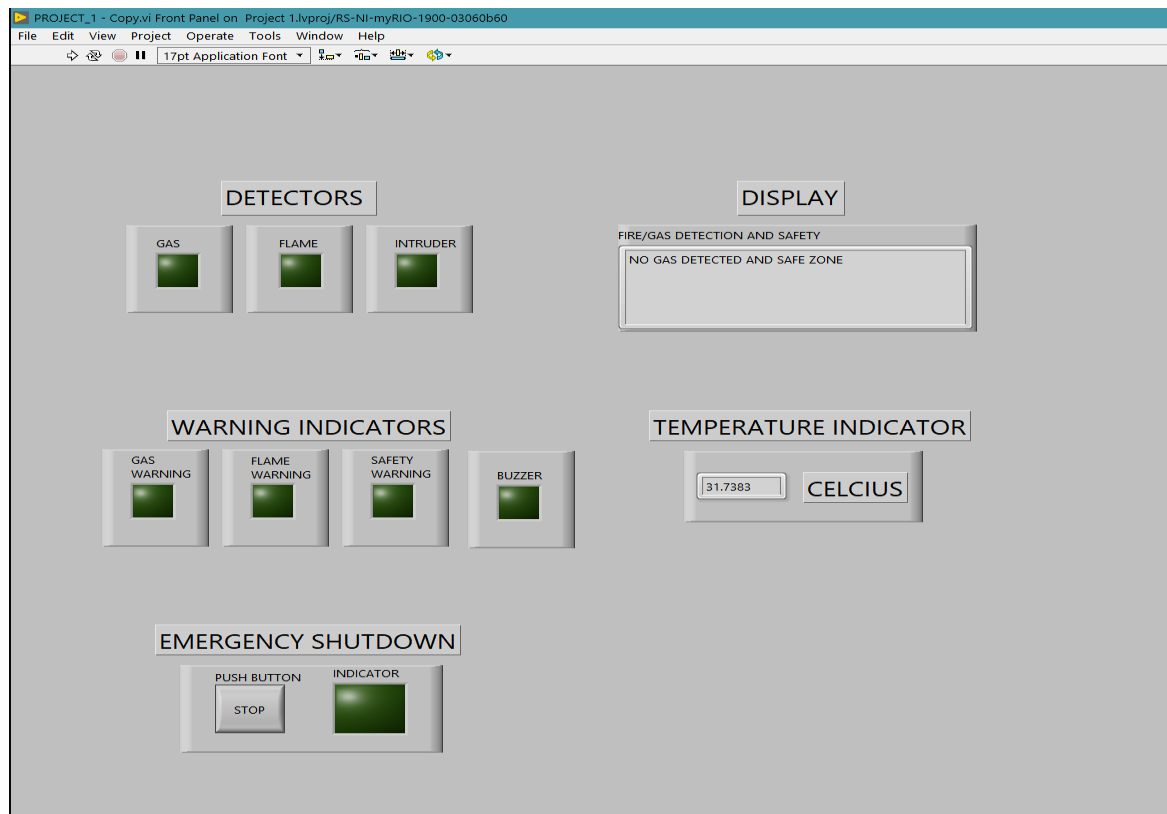 PROJECT_1 - Copy.vi Front Panel on Project 1.lvproj/RS-NI-myRIO-1900-03060b60
File Edit View Project Operate Tools Window Help
17pt Application Font
DETECTORS
GAS
FLAME
INTRUDER
DISPLAY
FIRE/GAS DETECTION AND SAFETY
NO GAS DETECTED AND SAFE ZONE
WARNING INDICATORS
GAS
WARNING
FLAME
WARNING
SAFETY
WARNING
BUZZER
TEMPERATURE INDICATOR
31.7383
CELCIUS
EMERGENCY SHUTDOWN
PUSH BUTTON
STOP
INDICATOR